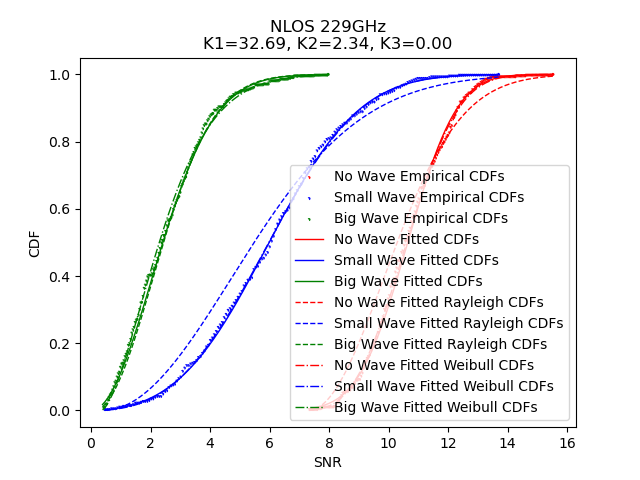 NLOS 229GHz
K1=32.69, K2=2.34, K3=0.00
CDF
1.0
0.8
0.6
0.4
0.2
0.0
No Wave Empirical CDFs
Small Wave Empirical CDFs
Big Wave Empirical CDFs
No Wave Fitted CDFs
Small Wave Fitted CDFs
Big Wave Fitted CDFs
No Wave Fitted Rayleigh CDFs
Small Wave Fitted Rayleigh CDFs
Big Wave Fitted Rayleigh CDFs
No Wave Fitted Weibull CDFs
Small Wave Fitted Weibull CDFs
Big Wave Fitted Weibull CDFs
0 2 4 6 8 10 12 14 16
SNR